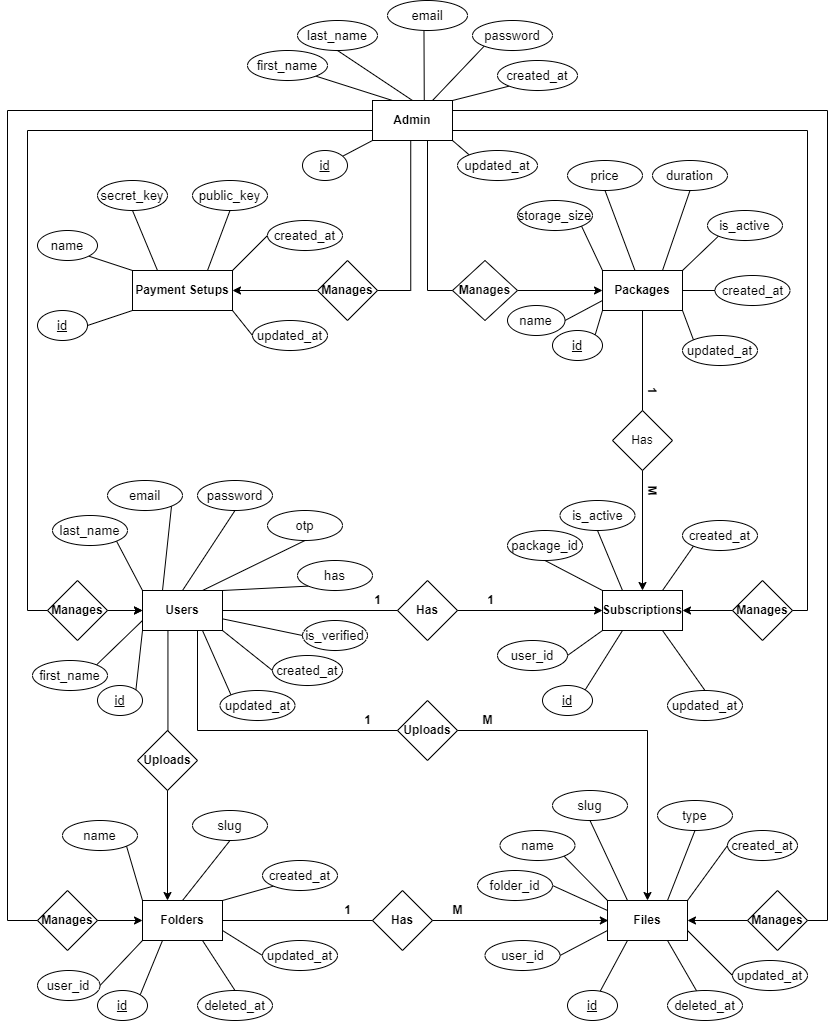 email
last_name
password
first_name
created_at
Admin
id
updated_at
secret_key
public_key
price
duration
storage_size
is_active
name
created_at
Payment Setups
Manages
Manages
Packages
created_at
name
id
updated_at
id
updated_at
1
Has
M
email
password
last_name
otp
is_active
package_id
created_at
has
Manages
Users
1
Has
1
Subscriptions
Manages
is_verified
first_name
created_at
user_id
id
updated_at
id
updated_at
1
Uploads
M
Uploads
name
slug
slug
type
name
created_at
created_at
folder_id
Manages
Folders
1
Has
M
Files
Manages
user_id
updated_at
user_id
updated_at
id
deleted_at
id
deleted_at